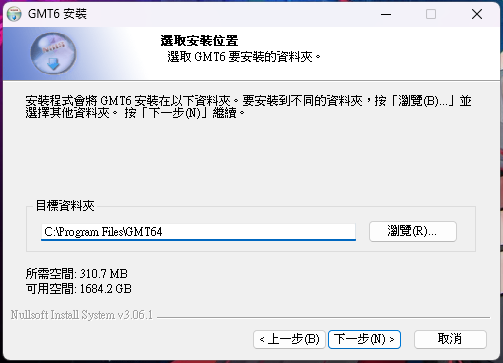 GMT6 安裝
選取安裝位置
選取 GMT6 要安裝的資料夾。
安裝程式會將 GMT6 安裝在以下資料夾。要安裝到不同的資料夾，按「瀏覽(B)...」並
選擇其他資料夾。 按「下一步(N)」繼續。
目標資料夾
C:\Program Files\GMT64
瀏覽(R)...
所需空間: 310.7 MB
可用空間: 1684.2 GB
Nullsoft Install System v3.06.1
< 上一步(B)
下一步(N) >
取消